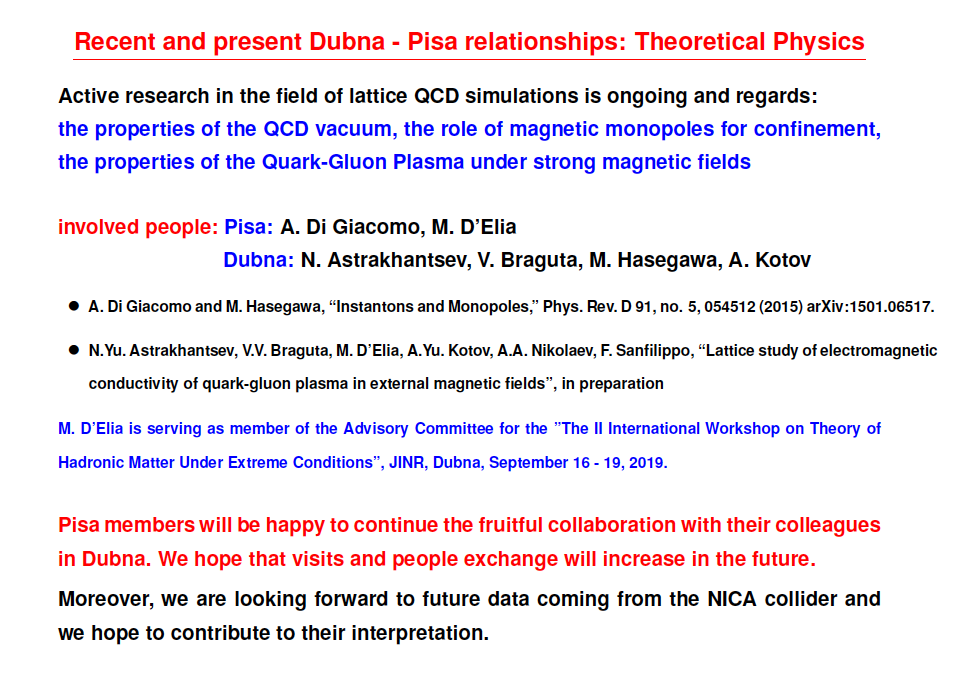 Recent and present Dubna - Pisa relationships: Theoretical Physics
Active research in the field of lattice QCD simulations is ongoing and regards:
the properties of the QCD vacuum, the role of magnetic monopoles for confinement,
the properties of the Quark-Gluon Plasma under strong magnetic fields
involved people: Pisa: A. Di Giacomo, M. D’Elia
Dubna: N. Astrakhantsev, V. Braguta, M. Hasegawa, A. Kotov
● A. Di Giacomo and M. Hasegawa, “Instantons and Monopoles,” Phys. Rev. D 91, no. 5, 054512 (2015) arXiv:1501.06517.
● N.Yu. Astrakhantsev, V.V. Braguta, M. D’Elia, A.Yu. Kotov, A.A. Nikolaev, F. Sanfilippo, “Lattice study of electromagnetic
conductivity of quark-gluon plasma in external magnetic fields”, in preparation
M. D’Elia is serving as member of the Advisory Committee for the ”The II International Workshop on Theory of
Hadronic Matter Under Extreme Conditions”, JINR, Dubna, September 16 - 19, 2019.
Pisa members will be happy to continue the fruitful collaboration with their colleagues
in Dubna. We hope that visits and people exchange will increase in the future.
Moreover, we are looking forward to future data coming from the NICA collider and
we hope to contribute to their interpretation.